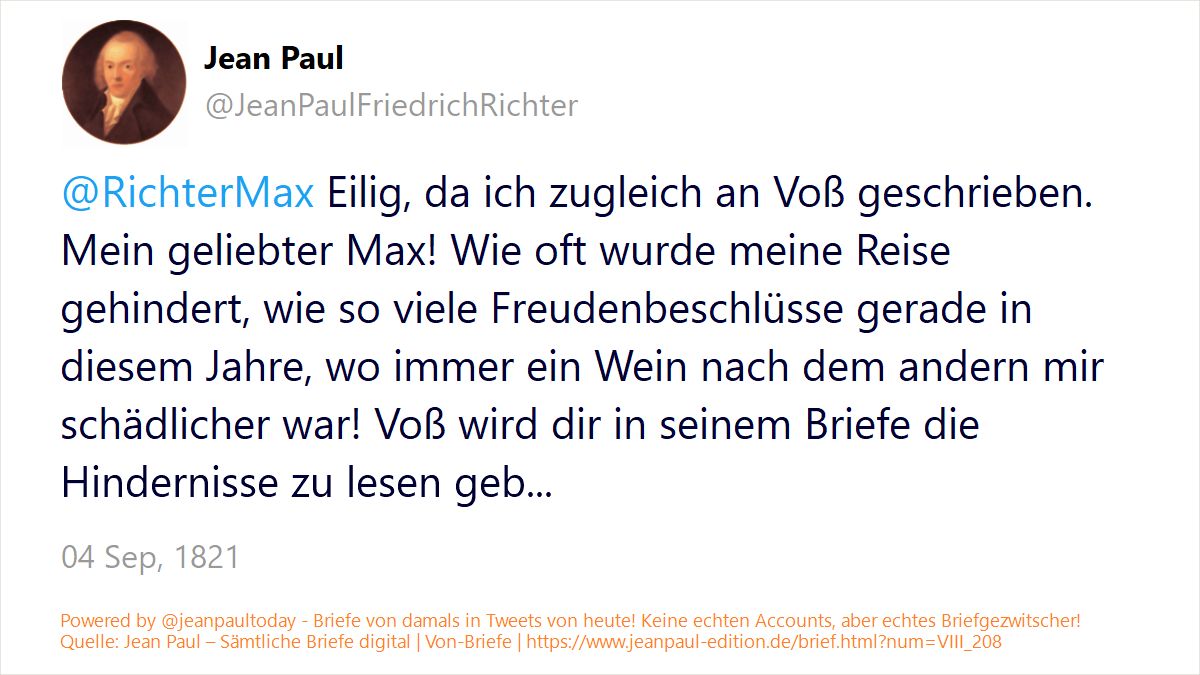 Jean Paul
@JeanPaulFriedrichRichter
@RichterMax Eilig, da ich zugleich an Voß geschrieben.
Mein geliebter Max! Wie oft wurde meine Reise
gehindert, wie so viele Freudenbeschlüsse gerade in
diesem Jahre, wo immer ein Wein nach dem andern mir
schädlicher war! Voß wird dir in seinem Briefe die
Hindernisse zu lesen geb...
04 Sep, 1821
Powered by @jeanpaultoday - Briefe von damals in Tweets von heute! Keine echten Accounts, aber echtes Briefgezwitscher!
Quelle: Jean Paul – Sämtliche Briefe digital | Von-Briefe | https://www.jeanpaul-edition.de/brief.html?num=VIII_208